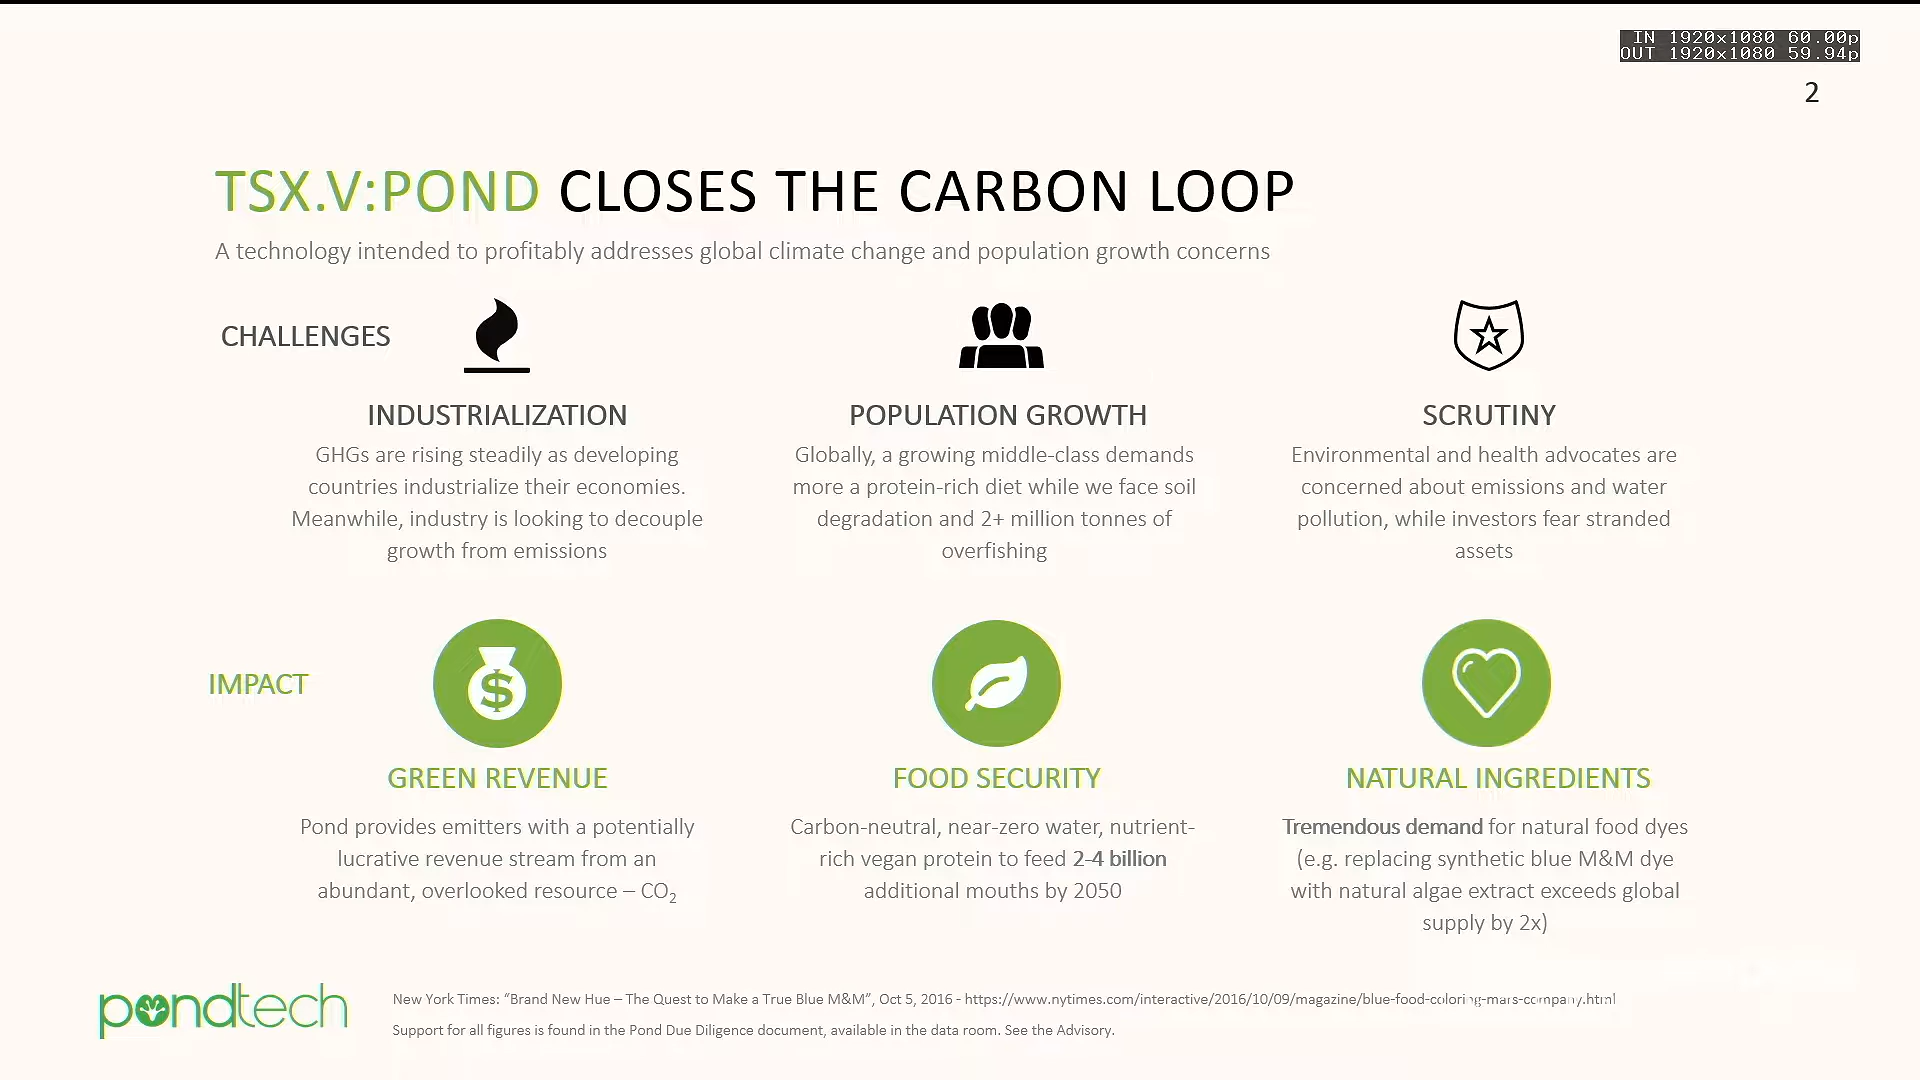 IN 1920x1080 60.00p
OUT 1920x1080 59.94p
2
TSX.V:POND CLOSES THE CARBON LOOP
A technology intended to profitably addresses global climate change and population growth concerns
CHALLENGES
INDUSTRIALIZATION
GHGs are rising steadily as developing
countries industrialize their economies.
Meanwhile, industry is looking to decouple
growth from emissions
POPULATION GROWTH
Globally, a growing middle-class demands
more a protein-rich diet while we face soil
degradation and 2+ million tonnes of
overfishing
SCRUTINY
Environmental and health advocates are
concerned about emissions and water
pollution, while investors fear stranded
assets
IMPACT
$
GREEN REVENUE
Pond provides emitters with a potentially
lucrative revenue stream from an
abundant, overlooked resource – CO₂
FOOD SECURITY
Carbon-neutral, near-zero water, nutrient-
rich vegan protein to feed 2-4 billion
additional mouths by 2050
NATURAL INGREDIENTS
Tremendous demand for natural food dyes
(e.g. replacing synthetic blue M&M dye
with natural algae extract exceeds global
supply by 2x)
pondtech
New York Times: “Brand New Hue – The Quest to Make a True Blue M&M”, Oct 5, 2016 - https://www.nytimes.com/interactive/2016/10/09/magazine/blue-food-coloring-mars-company.html
Support for all figures is found in the Pond Due Diligence document, available in the data room. See the Advisory.